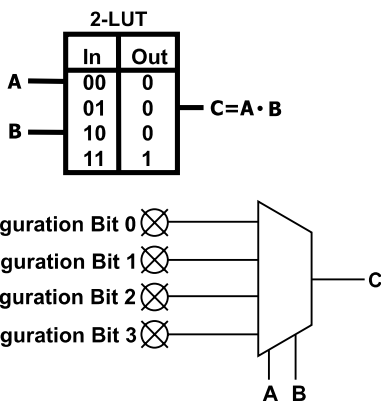 2-LUT
In Out
A 00 0
01 0 C=A·B
B 10 0
11 1
guration Bit 0
guration Bit 1
guration Bit 2 C
guration Bit 3
A B